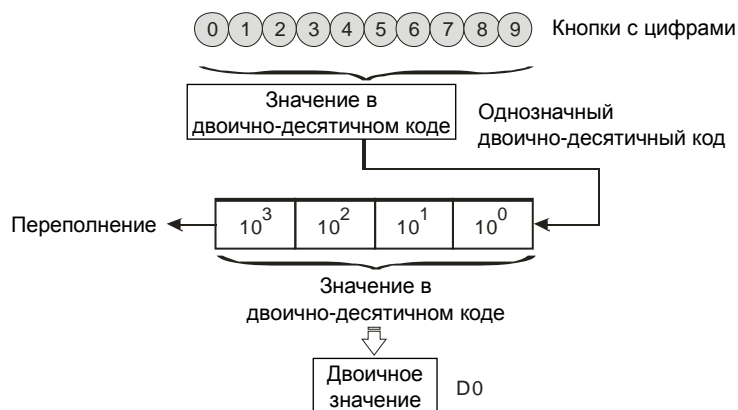 0 1 2 3 4 5 6 7 8 9 Кнопки с цифрами
Значение в
двоично-десятичном коде
Однозначный
двоично-десятичный код
Переполнение
10³ 10² 10¹ 10⁰
Значение в
двоично-десятичном коде
Двоичное
значение
D0